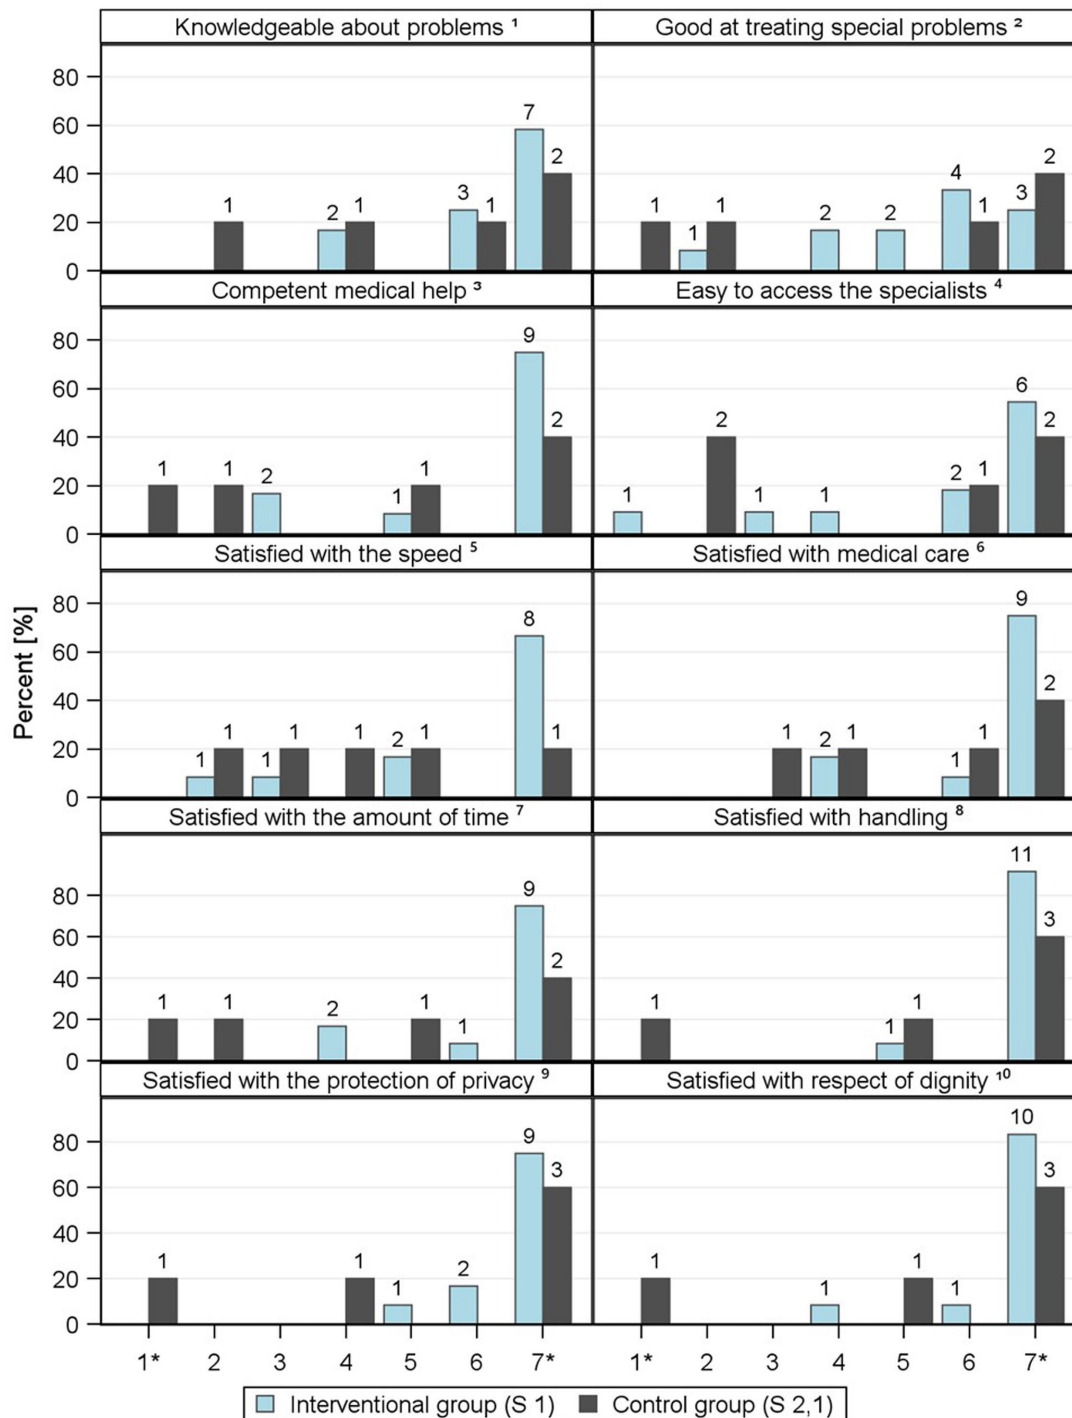 Knowledgeable about problems ¹ Good at treating special problems ²
80
60 7
40 2 4 2
20 1 2 1 3 1 1 1 1 2 2 1 3
0
Competent medical help ³ Easy to access the specialists ⁴
80 9
60 6
40 2 2 2
20 1 1 2 1 1 1 1 1 2 1
0
Satisfied with the speed ⁵ Satisfied with medical care ⁶
80 8 9
60
40 2
20 1 1 1 1 1 2 1 1 1 2 1 1 1
0
Satisfied with the amount of time ⁷ Satisfied with handling ⁸
80 9 11
60 3
40 2
20 1 1 2 1 1 1 1 1
0
Satisfied with the protection of privacy ⁹ Satisfied with respect of dignity ¹⁰
80 9 10
60 3 3
40
20 1 1 1 2 1 1 1 1
0
Percent [%]
1* 2 3 4 5 6 7* 1* 2 3 4 5 6 7*
Interventional group (S 1) Control group (S 2,1)